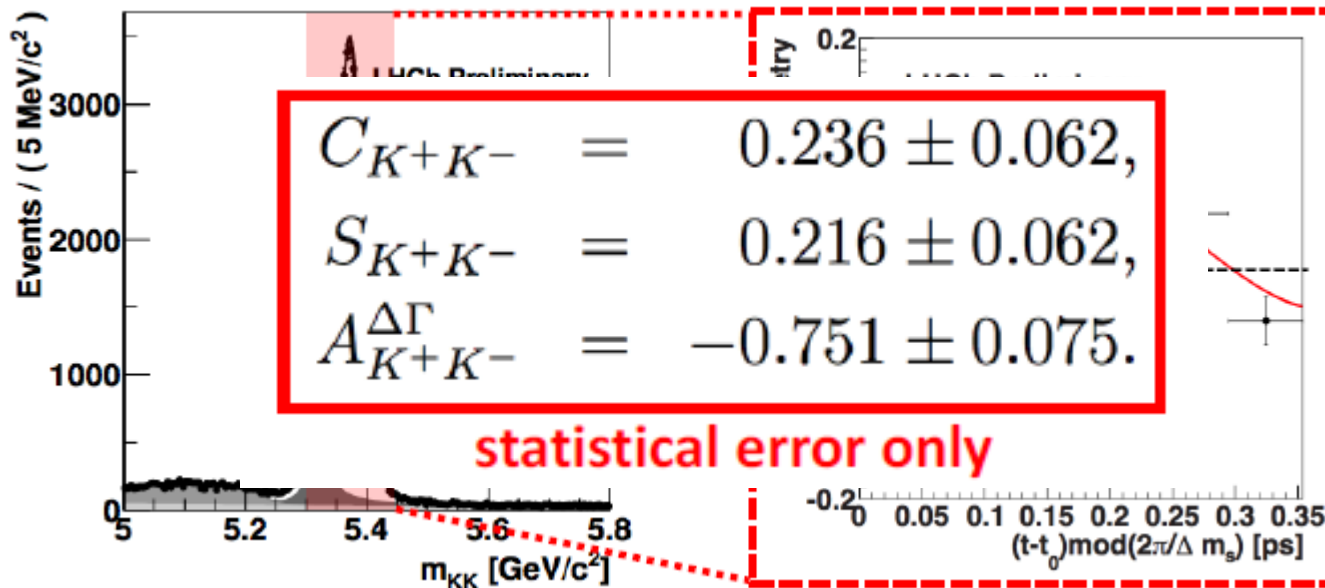 Events / ( 5 MeV/c²)
3000
2000
1000
0
5 5.2 5.4 5.6 5.8
m_KK [GeV/c²]
0.2
-0.2
0 0.05 0.1 0.15 0.2 0.25 0.3 0.35
(t-t₀)mod(2π/Δ mₛ) [ps]
C_{K⁺K⁻} = 0.236 ± 0.062,
S_{K⁺K⁻} = 0.216 ± 0.062,
A^{ΔΓ}_{K⁺K⁻} = −0.751 ± 0.075.
statistical error only